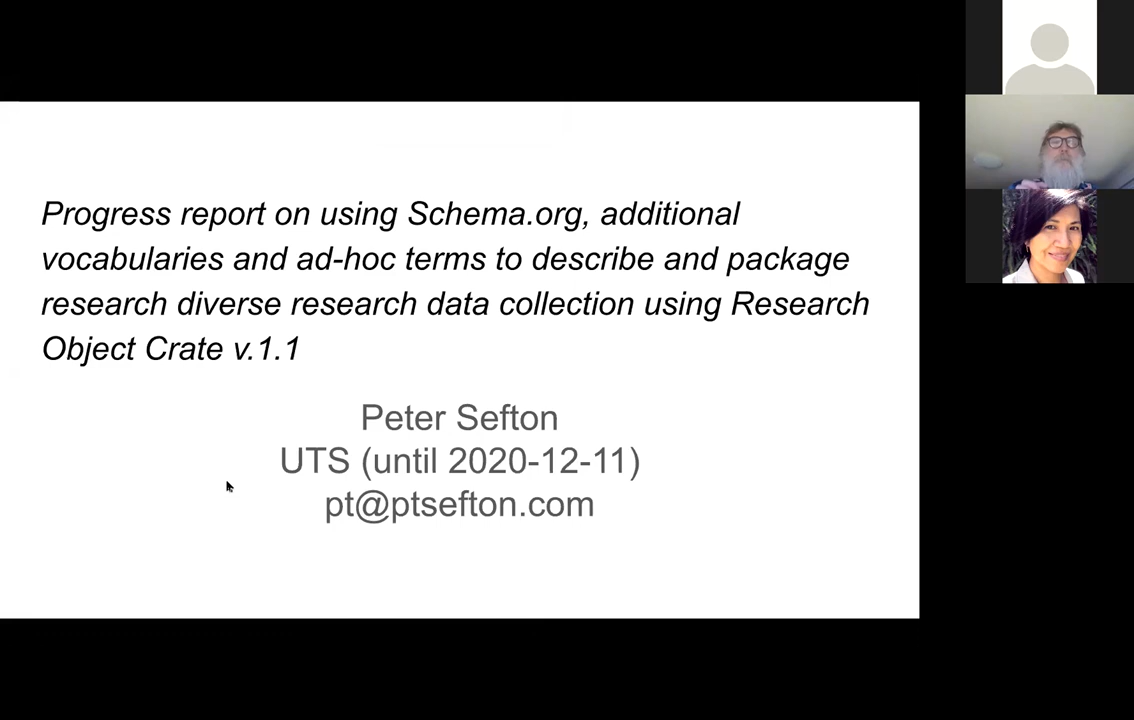 Progress report on using Schema.org, additional
vocabularies and ad-hoc terms to describe and package
research diverse research data collection using Research
Object Crate v.1.1
Peter Sefton
UTS (until 2020-12-11)
pt@ptsefton.com